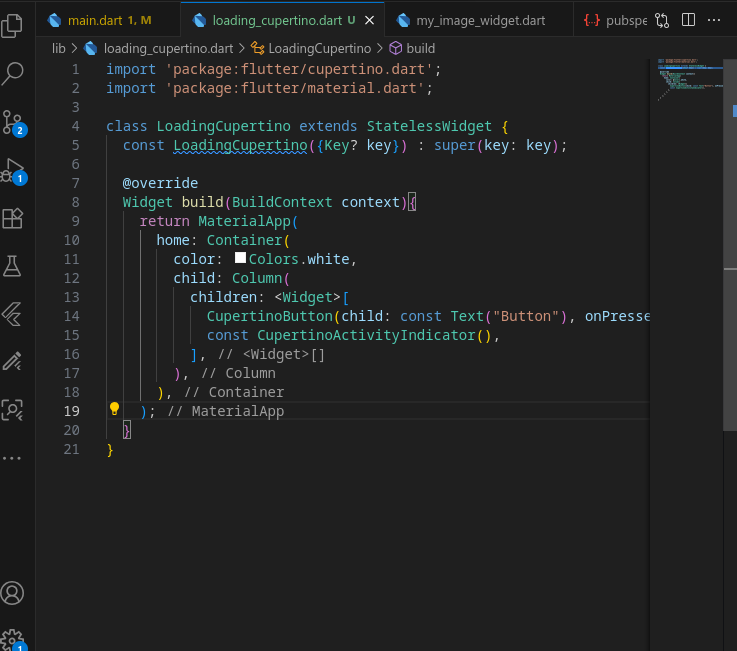 main.dart 1, M
loading_cupertino.dart U
my_image_widget.dart
{..} pubspe
lib > loading_cupertino.dart > LoadingCupertino > build
1 import 'package:flutter/cupertino.dart';
2 import 'package:flutter/material.dart';
3
4 class LoadingCupertino extends StatelessWidget {
5 const LoadingCupertino({Key? key}) : super(key: key);
6
7 @override
8 Widget build(BuildContext context){
9 return MaterialApp(
10 home: Container(
11 color: Colors.white,
12 child: Column(
13 children: <Widget>[
14 CupertinoButton(child: const Text("Button"), onPresse
15 const CupertinoActivityIndicator(),
16 ], // <Widget>[]
17 ), // Column
18 ), // Container
19 ); // MaterialApp
20 }
21 }
2
1
1